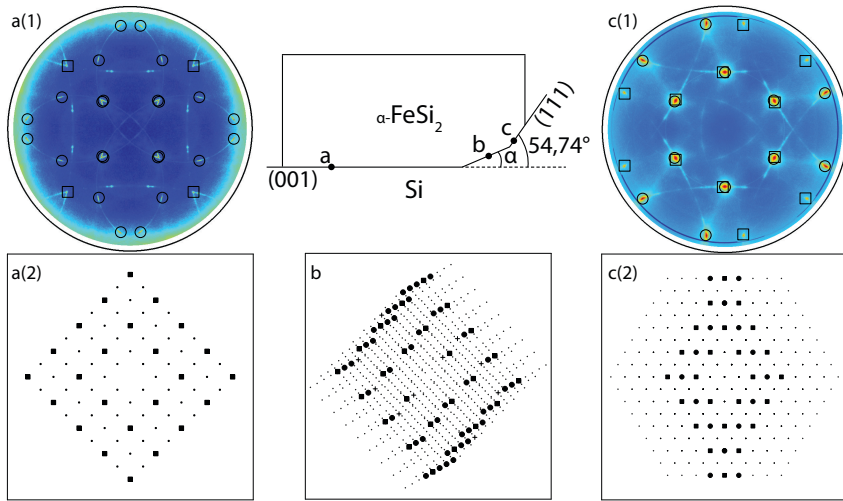 a(1)
c(1)
α-FeSi2
(111)
c
b
a
α
54,74°
(001)
Si
a(2)
b
c(2)